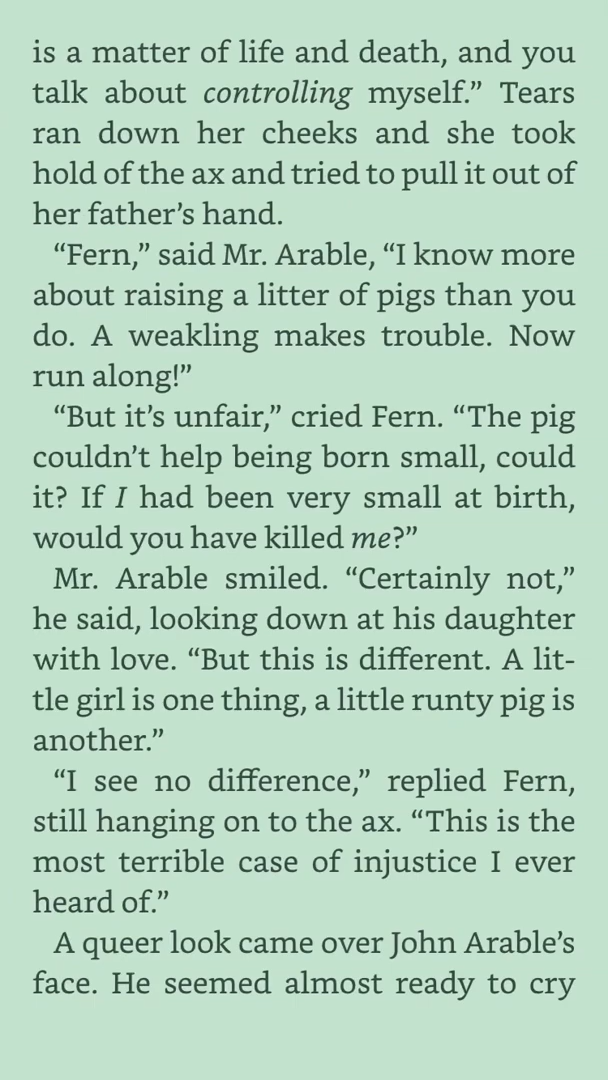 is a matter of life and death, and you
talk about controlling myself.” Tears
ran down her cheeks and she took
hold of the ax and tried to pull it out of
her father’s hand.
“Fern,” said Mr. Arable, “I know more
about raising a litter of pigs than you
do. A weakling makes trouble. Now
run along!”
“But it’s unfair,” cried Fern. “The pig
couldn’t help being born small, could
it? If I had been very small at birth,
would you have killed me?”
Mr. Arable smiled. “Certainly not,”
he said, looking down at his daughter
with love. “But this is different. A lit-
tle girl is one thing, a little runty pig is
another.”
“I see no difference,” replied Fern,
still hanging on to the ax. “This is the
most terrible case of injustice I ever
heard of.”
A queer look came over John Arable’s
face. He seemed almost ready to cry